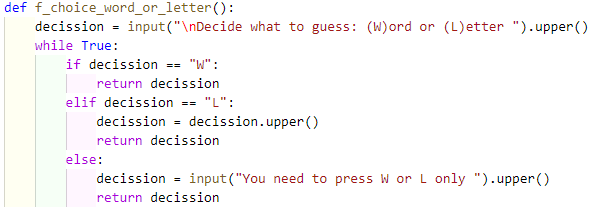 def f_choice_word_or_letter():
    decission = input("\nDecide what to guess: (W)ord or (L)etter ").upper()
    while True:
        if decission == "W":
            return decission
        elif decission == "L":
            decission = decission.upper()
            return decission
        else:
            decission = input("You need to press W or L only ").upper()
            return decission